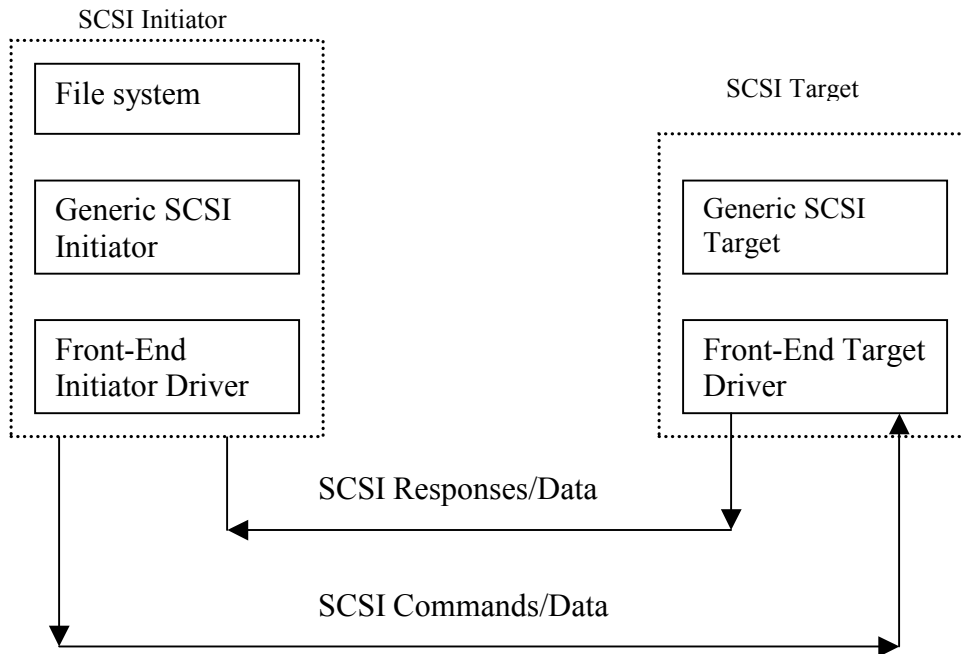 SCSI Initiator
File system
Generic SCSI
Initiator
Front-End
Initiator Driver
SCSI Target
Generic SCSI
Target
Front-End Target
Driver
SCSI Responses/Data
SCSI Commands/Data